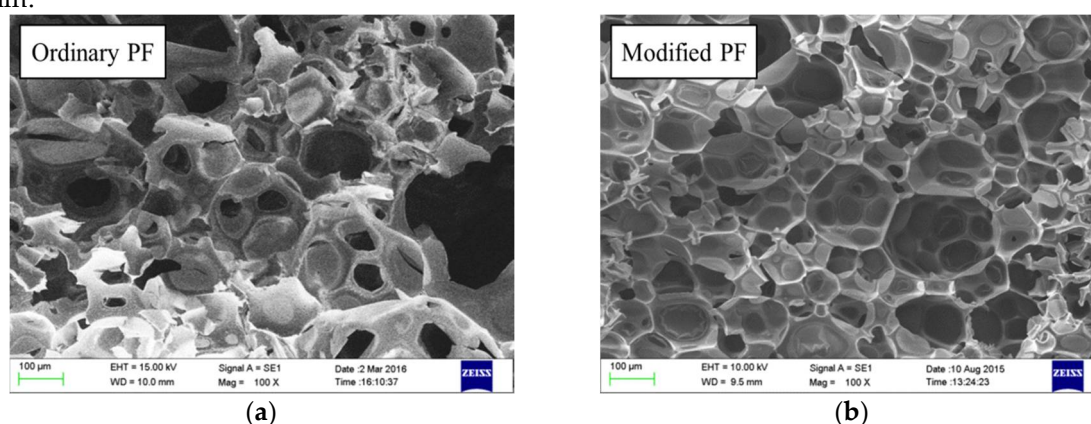 Ordinary PF
100 μm
EHT = 15.00 kV
WD = 10.0 mm
Signal A = SE1
Mag = 100 X
Date :2 Mar 2016
Time :16:10:37
ZEISS
(a)
Modified PF
100 μm
EHT = 10.00 kV
WD = 9.5 mm
Signal A = SE1
Mag = 100 X
Date :10 Aug 2015
Time :13:24:23
ZEISS
(b)